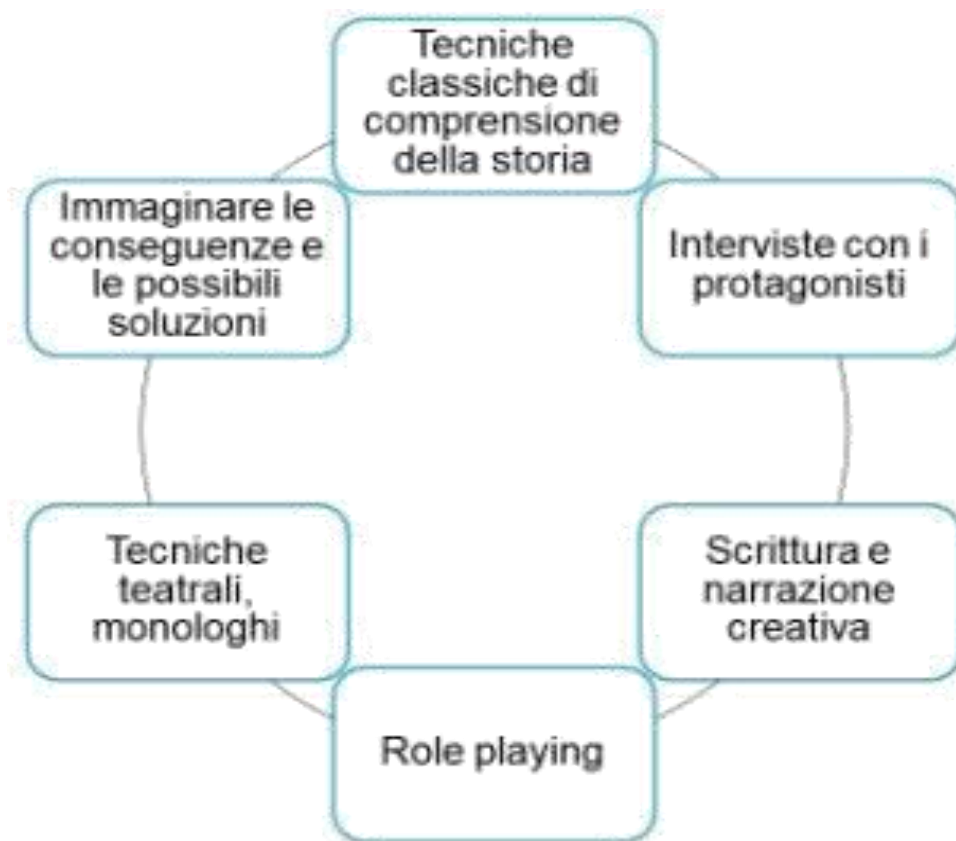 Tecniche
classiche di
comprensione
della storia
Interviste con i
protagonisti
Scrittura e
narrazione
creativa
Role playing
Tecniche
teatrali,
monologhi
Immaginare le
conseguenze e
le possibili
soluzioni